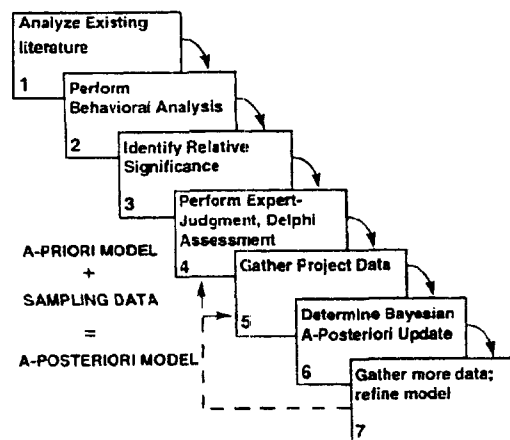 Analyze Existing
literature
1
Perform
Behavioral Analysis
2
Identify Relative
Significance
3
Perform Expert-
Judgment, Delphi
Assessment
4
Gather Project Data
5
Determine Bayesian
A-Posteriori Update
6
Gather more data;
refine model
7
A-PRIORI MODEL
+
SAMPLING DATA
=
A-POSTERIORI MODEL